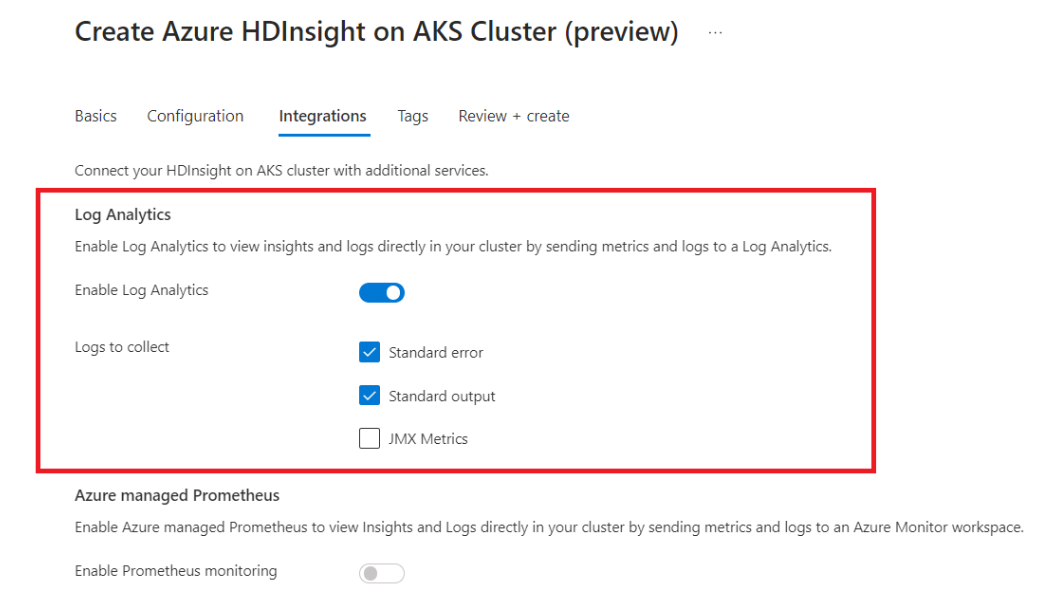 Create Azure HDInsight on AKS Cluster (preview) ...
Basics Configuration Integrations Tags Review + create
Connect your HDInsight on AKS cluster with additional services.
Log Analytics
Enable Log Analytics to view insights and logs directly in your cluster by sending metrics and logs to a Log Analytics.
Enable Log Analytics
Logs to collect
Standard error
Standard output
JMX Metrics
Azure managed Prometheus
Enable Azure managed Prometheus to view Insights and Logs directly in your cluster by sending metrics and logs to an Azure Monitor workspace.
Enable Prometheus monitoring